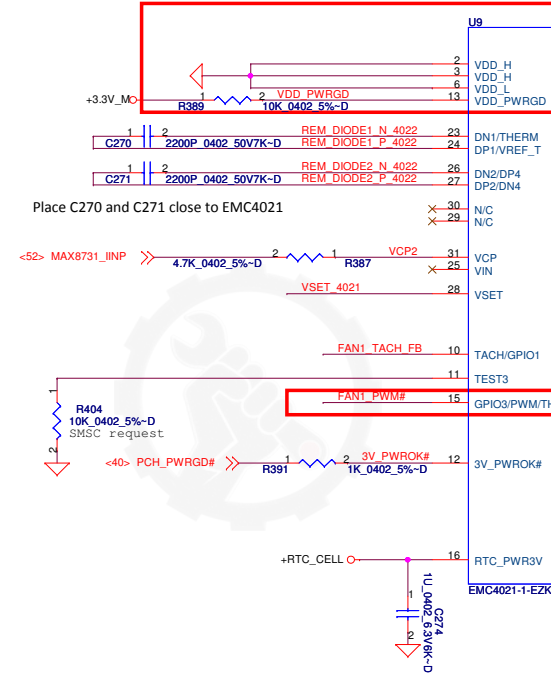 U9
2 VDD_H
3 VDD_H
6 VDD_L
+3.3V_M 1 2 VDD_PWRGD 13 VDD_PWRGD
R389 10K_0402_5%~D
1 2 REM_DIODE1_N_4022 23 DN1/THERM
C270 2200P_0402_50V7K~D REM_DIODE1_P_4022 24 DP1/VREF_T
1 2 REM_DIODE2_N_4022 26 DN2/DP4
C271 2200P_0402_50V7K~D REM_DIODE2_P_4022 27 DP2/DN4
Place C270 and C271 close to EMC4021
30 N/C
29 N/C
<52> MAX8731_IINP 2 1 VCP2 31 VCP
4.7K_0402_5%~D R387
25 VIN
VSET_4021 28 VSET
FAN1_TACH_FB 10 TACH/GPIO1
11 TEST3
FAN1_PWM# 15 GPIO3/PWM/TH
1
R404
10K_0402_5%~D
SMSC request
2
<40> PCH_PWRGD# 1 2 3V_PWROK# 12 3V_PWROK#
R391 1K_0402_5%~D
+RTC_CELL 16 RTC_PWR3V
EMC4021-1-EZK
1
C274
1U_0402_6.3V6K~D
2